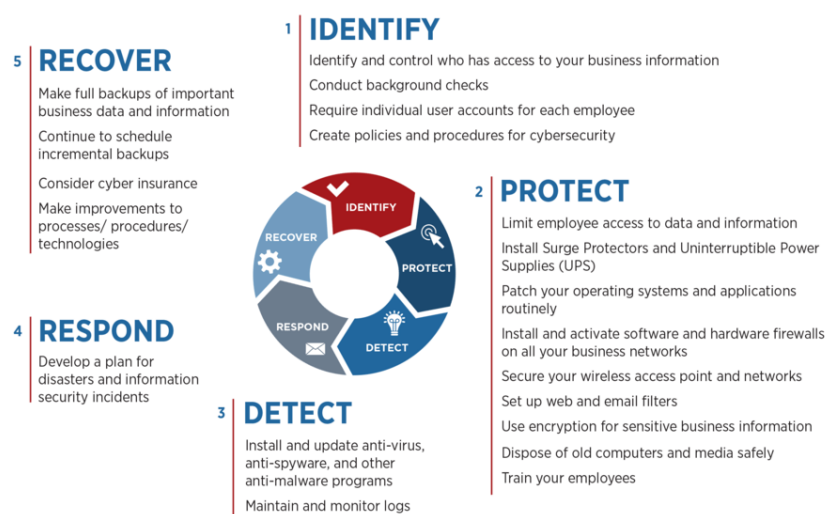 1 IDENTIFY
Identify and control who has access to your business information
Conduct background checks
Require individual user accounts for each employee
Create policies and procedures for cybersecurity
2 PROTECT
Limit employee access to data and information
Install Surge Protectors and Uninterruptible Power
Supplies (UPS)
Patch your operating systems and applications
routinely
Install and activate software and hardware firewalls
on all your business networks
Secure your wireless access point and networks
Set up web and email filters
Use encryption for sensitive business information
Dispose of old computers and media safely
Train your employees
3 DETECT
Install and update anti-virus,
anti-spyware, and other
anti-malware programs
Maintain and monitor logs
4 RESPOND
Develop a plan for
disasters and information
security incidents
5 RECOVER
Make full backups of important
business data and information
Continue to schedule
incremental backups
Consider cyber insurance
Make improvements to
processes/ procedures/
technologies
IDENTIFY
PROTECT
DETECT
RESPOND
RECOVER